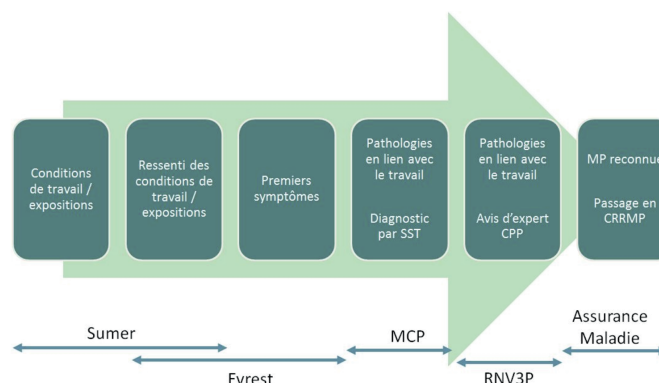 Conditions
de travail /
expositions
Ressenti des
conditions de
travail /
expositions
Premiers
symptômes
Pathologies
en lien avec
le travail
Diagnostic
par SST
Pathologies
en lien avec
le travail
Avis d'expert
CPP
MP reconnue
Passage en
CRRMP
Sumer
Evrest
MCP
RNV3P
Assurance
Maladie